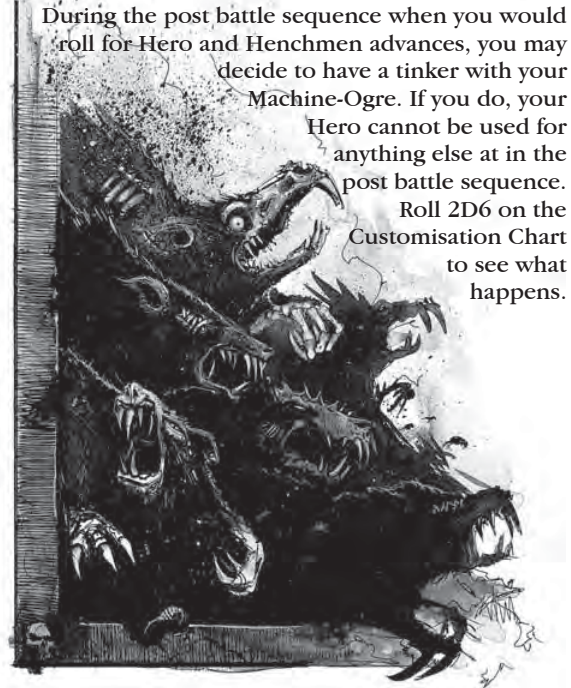 During the post battle sequence when you would
roll for Hero and Henchmen advances, you may
decide to have a tinker with your
Machine-Ogre. If you do, your
Hero cannot be used for
anything else at in the
post battle sequence.
Roll 2D6 on the
Customisation Chart
to see what
happens.